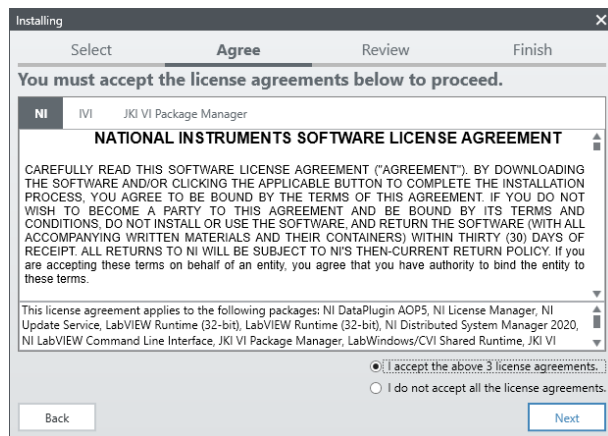 Installing
Select Agree Review Finish
You must accept the license agreements below to proceed.
NI IVI JKI VI Package Manager
NATIONAL INSTRUMENTS SOFTWARE LICENSE AGREEMENT
CAREFULLY READ THIS SOFTWARE LICENSE AGREEMENT ("AGREEMENT"). BY DOWNLOADING
THE SOFTWARE AND/OR CLICKING THE APPLICABLE BUTTON TO COMPLETE THE INSTALLATION
PROCESS, YOU AGREE TO BE BOUND BY THE TERMS OF THIS AGREEMENT. IF YOU DO NOT
WISH TO BECOME A PARTY TO THIS AGREEMENT AND BE BOUND BY ITS TERMS AND
CONDITIONS, DO NOT INSTALL OR USE THE SOFTWARE, AND RETURN THE SOFTWARE (WITH ALL
ACCOMPANYING WRITTEN MATERIALS AND THEIR CONTAINERS) WITHIN THIRTY (30) DAYS OF
RECEIPT. ALL RETURNS TO NI WILL BE SUBJECT TO NI'S THEN-CURRENT RETURN POLICY. If you
are accepting these terms on behalf of an entity, you agree that you have authority to bind the entity to
these terms.
This license agreement applies to the following packages: NI DataPlugin AOP5, NI License Manager, NI
Update Service, LabVIEW Runtime (32-bit), LabVIEW Runtime (32-bit), NI Distributed System Manager 2020,
NI LabVIEW Command Line Interface, JKI VI Package Manager, LabWindows/CVI Shared Runtime, JKI VI
I accept the above 3 license agreements.
I do not accept all the license agreements.
Back Next